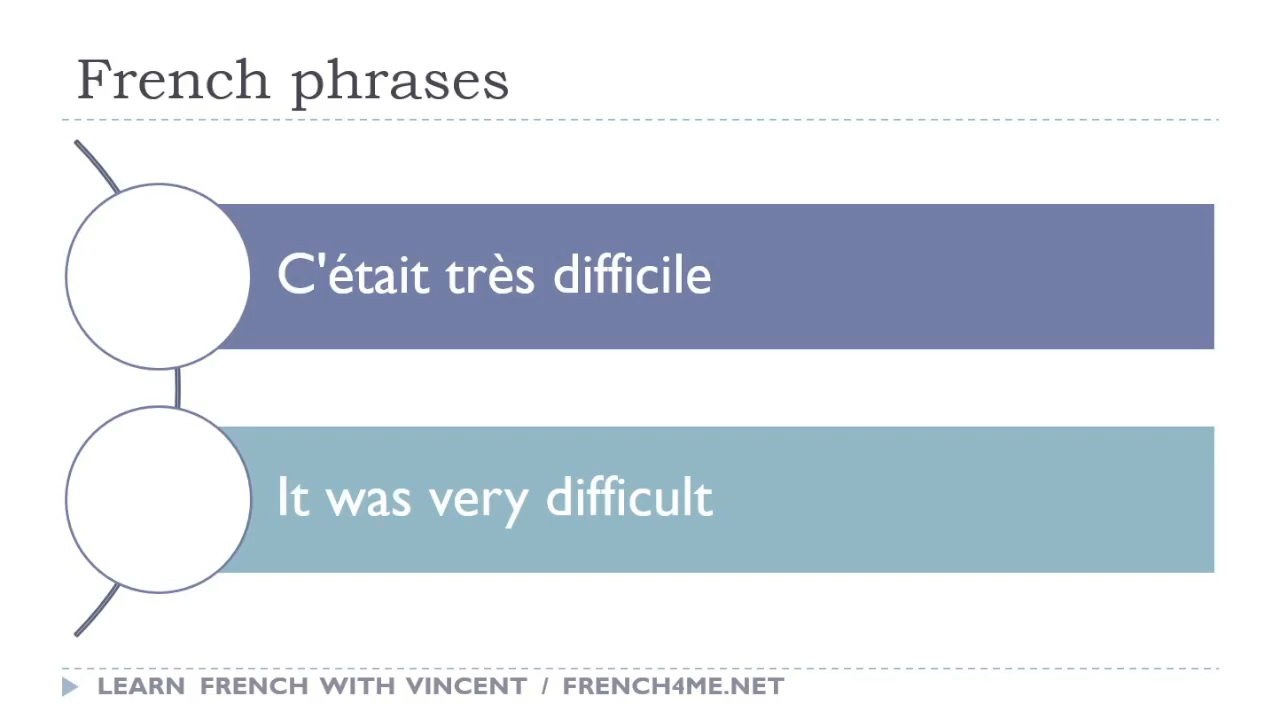 French phrases
C'était très difficile
It was very difficult
LEARN FRENCH WITH VINCENT / FRENCH4ME.NET